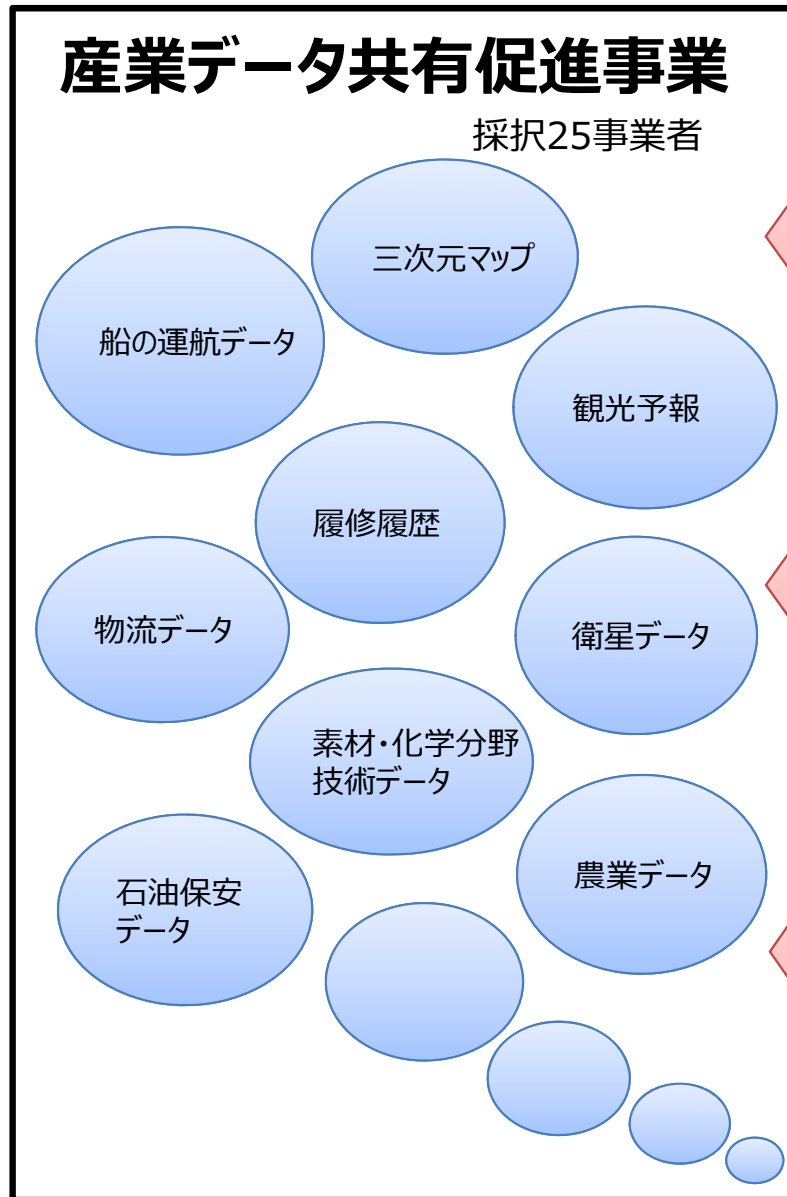 産業データ共有促進事業
採択25事業者
三次元マップ
船の運航データ
観光予報
履修履歴
物流データ
衛星データ
素材・化学分野
技術データ
農業データ
石油保安
データ